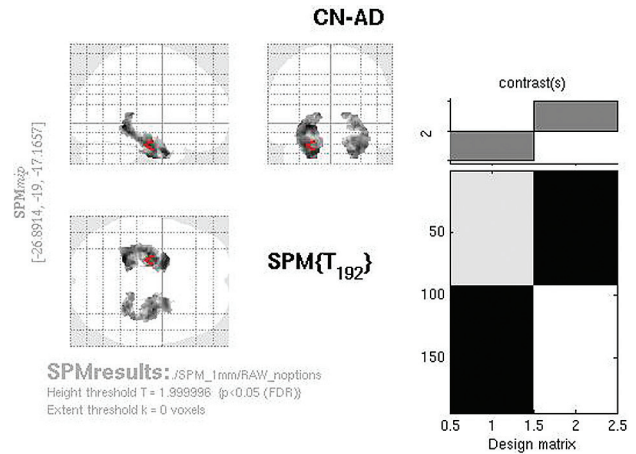 CN-AD
SPMmip
[-26.8914, -19, -17.1657]
<
<
<
SPM{T192}
SPMresults: ./SPM_1mm/RAW_noptions
Height threshold T = 1.999996 {p<0.05 (FDR)}
Extent threshold k = 0 voxels
contrast(s)
2
50
100
150
0.5 1 1.5 2 2.5
Design matrix